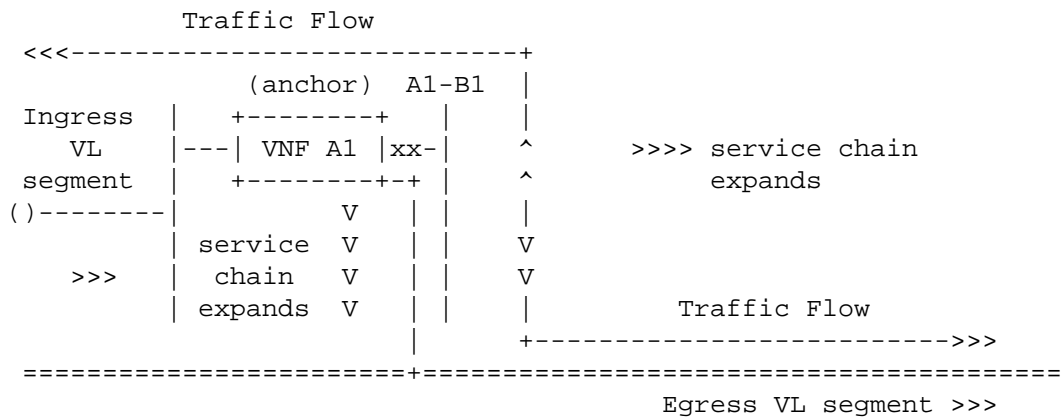 Traffic Flow
  <<<----------------------------+
                (anchor)  A1-B1  |
  Ingress  |   +--------+   |    |
     VL    |---| VNF A1 |xx-|    ^      >>>> service chain
  segment  |   +--------+-+ |    ^           expands
 ()--------|          V   | |    |
           | service  V   | |    V
     >>>   |  chain   V   | |    V
           | expands  V   | |    |         Traffic Flow
                          |      +-------------------------->>>
  ========================+========================================
                                          Egress VL segment >>>